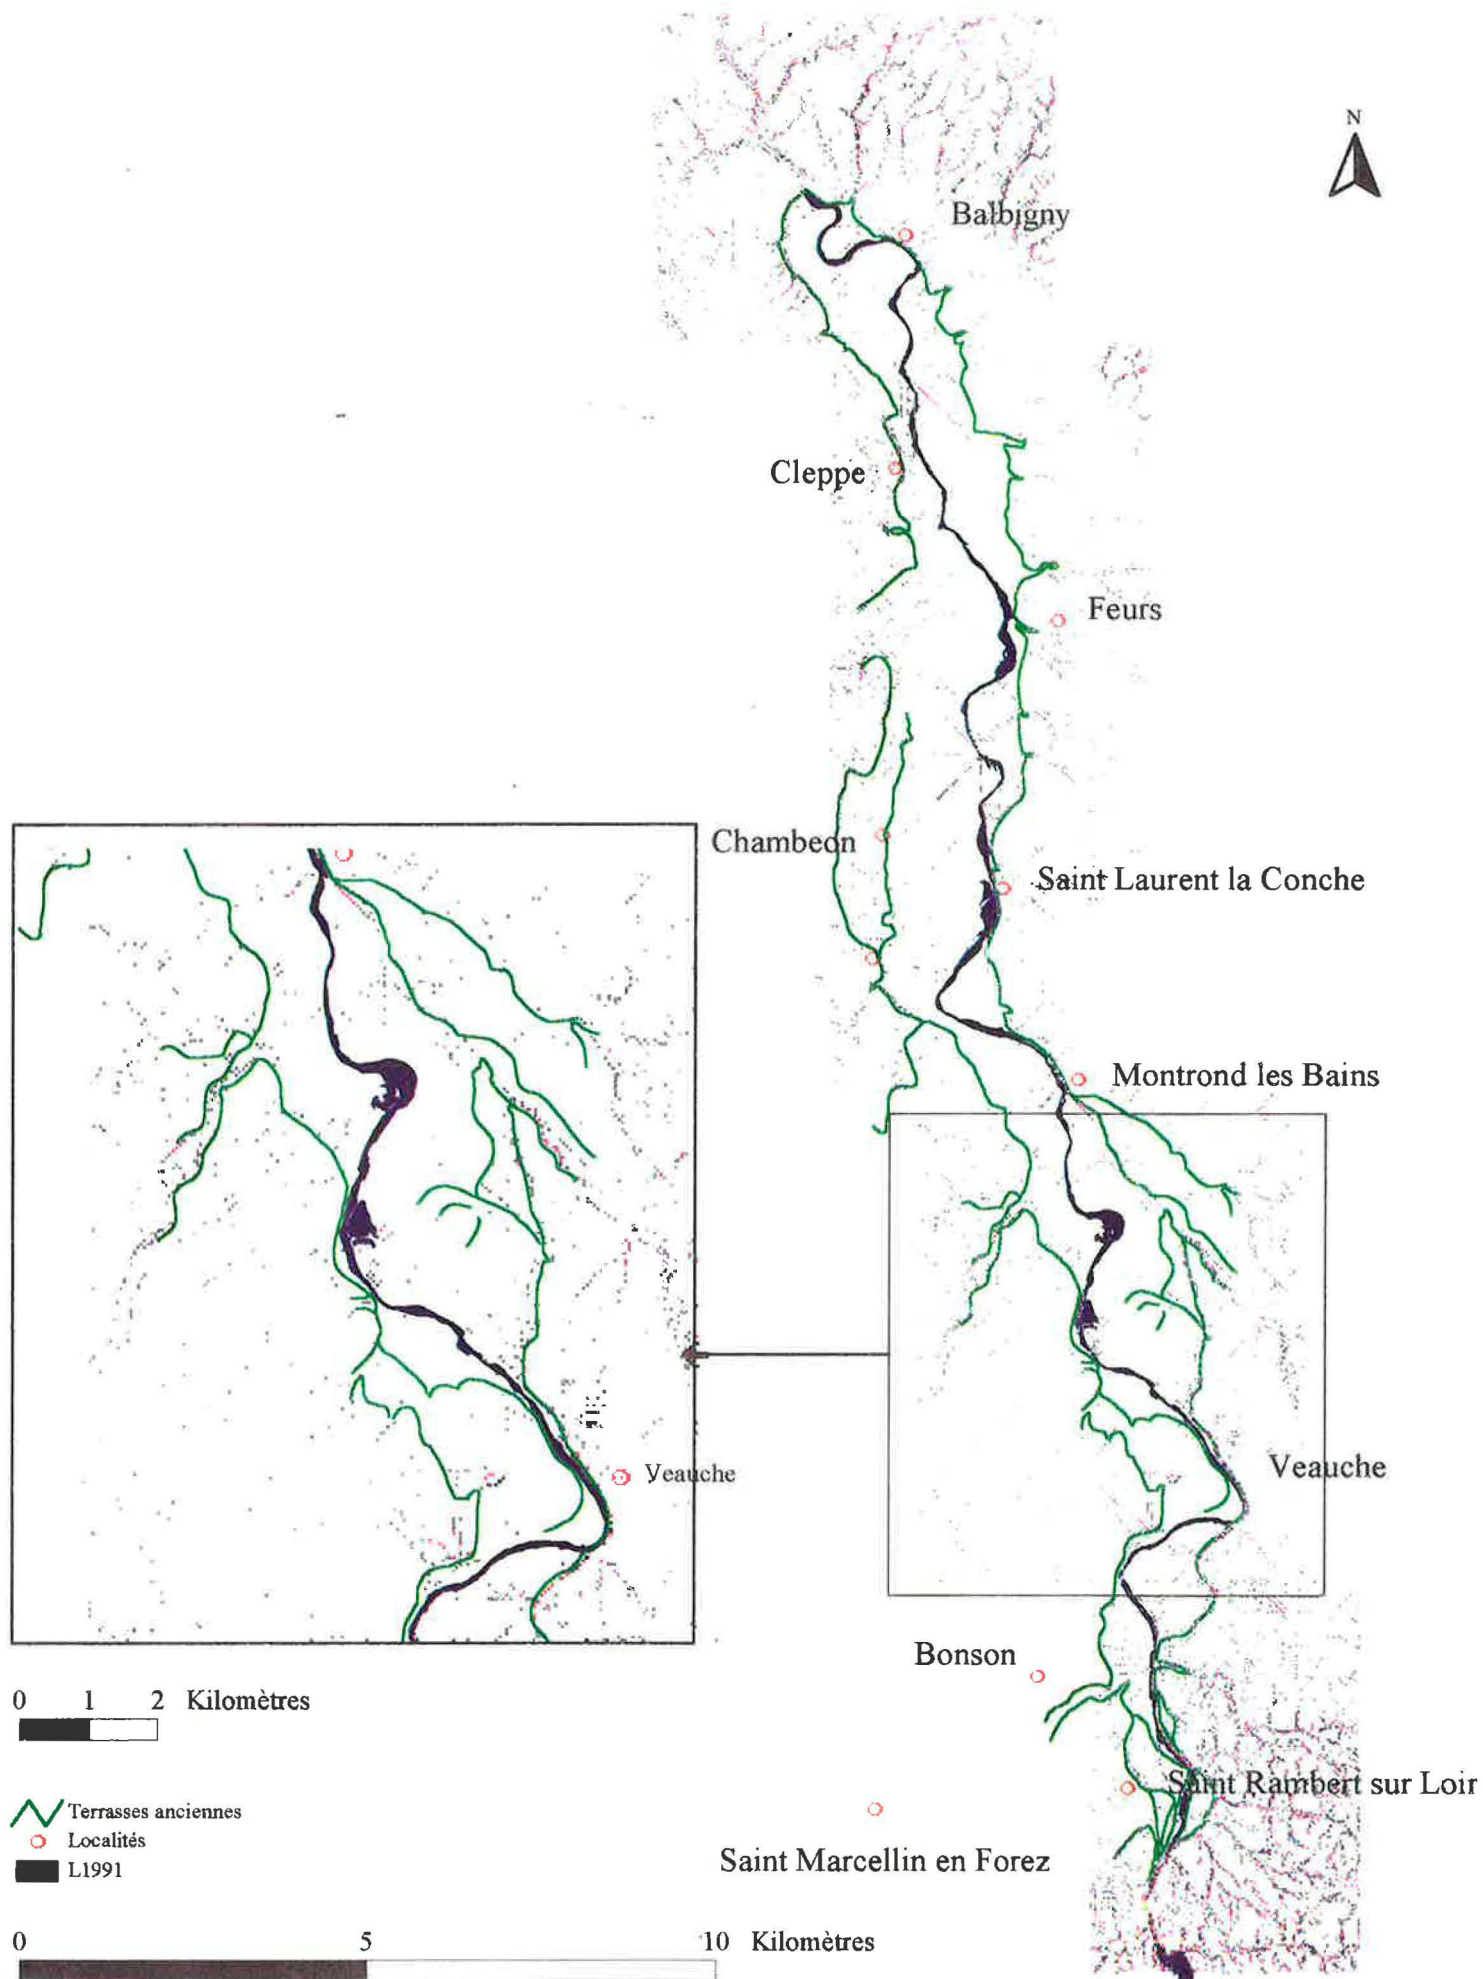 N
Balbigny
Cleppe
Feurs
Chambeon
Saint Laurent la Conche
Montrond les Bains
Veauche
Veauche
Bonson
0 1 2 Kilomètres
Saint Rambert sur Loir
Terrasses anciennes
Localités
L1991
Saint Marcellin en Forez
0 5 10 Kilomètres